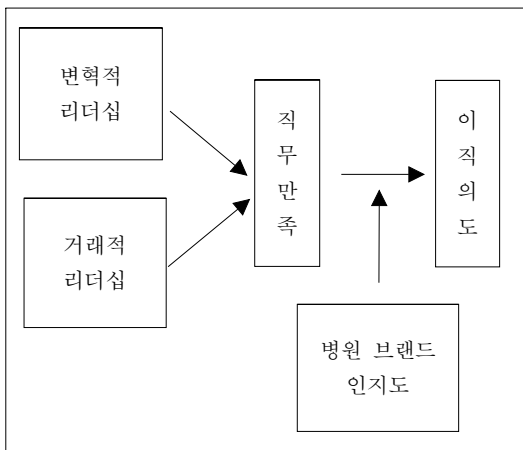 변혁적
리더십
직무만족
이직의도
거래적
리더십
병원 브랜드
인지도